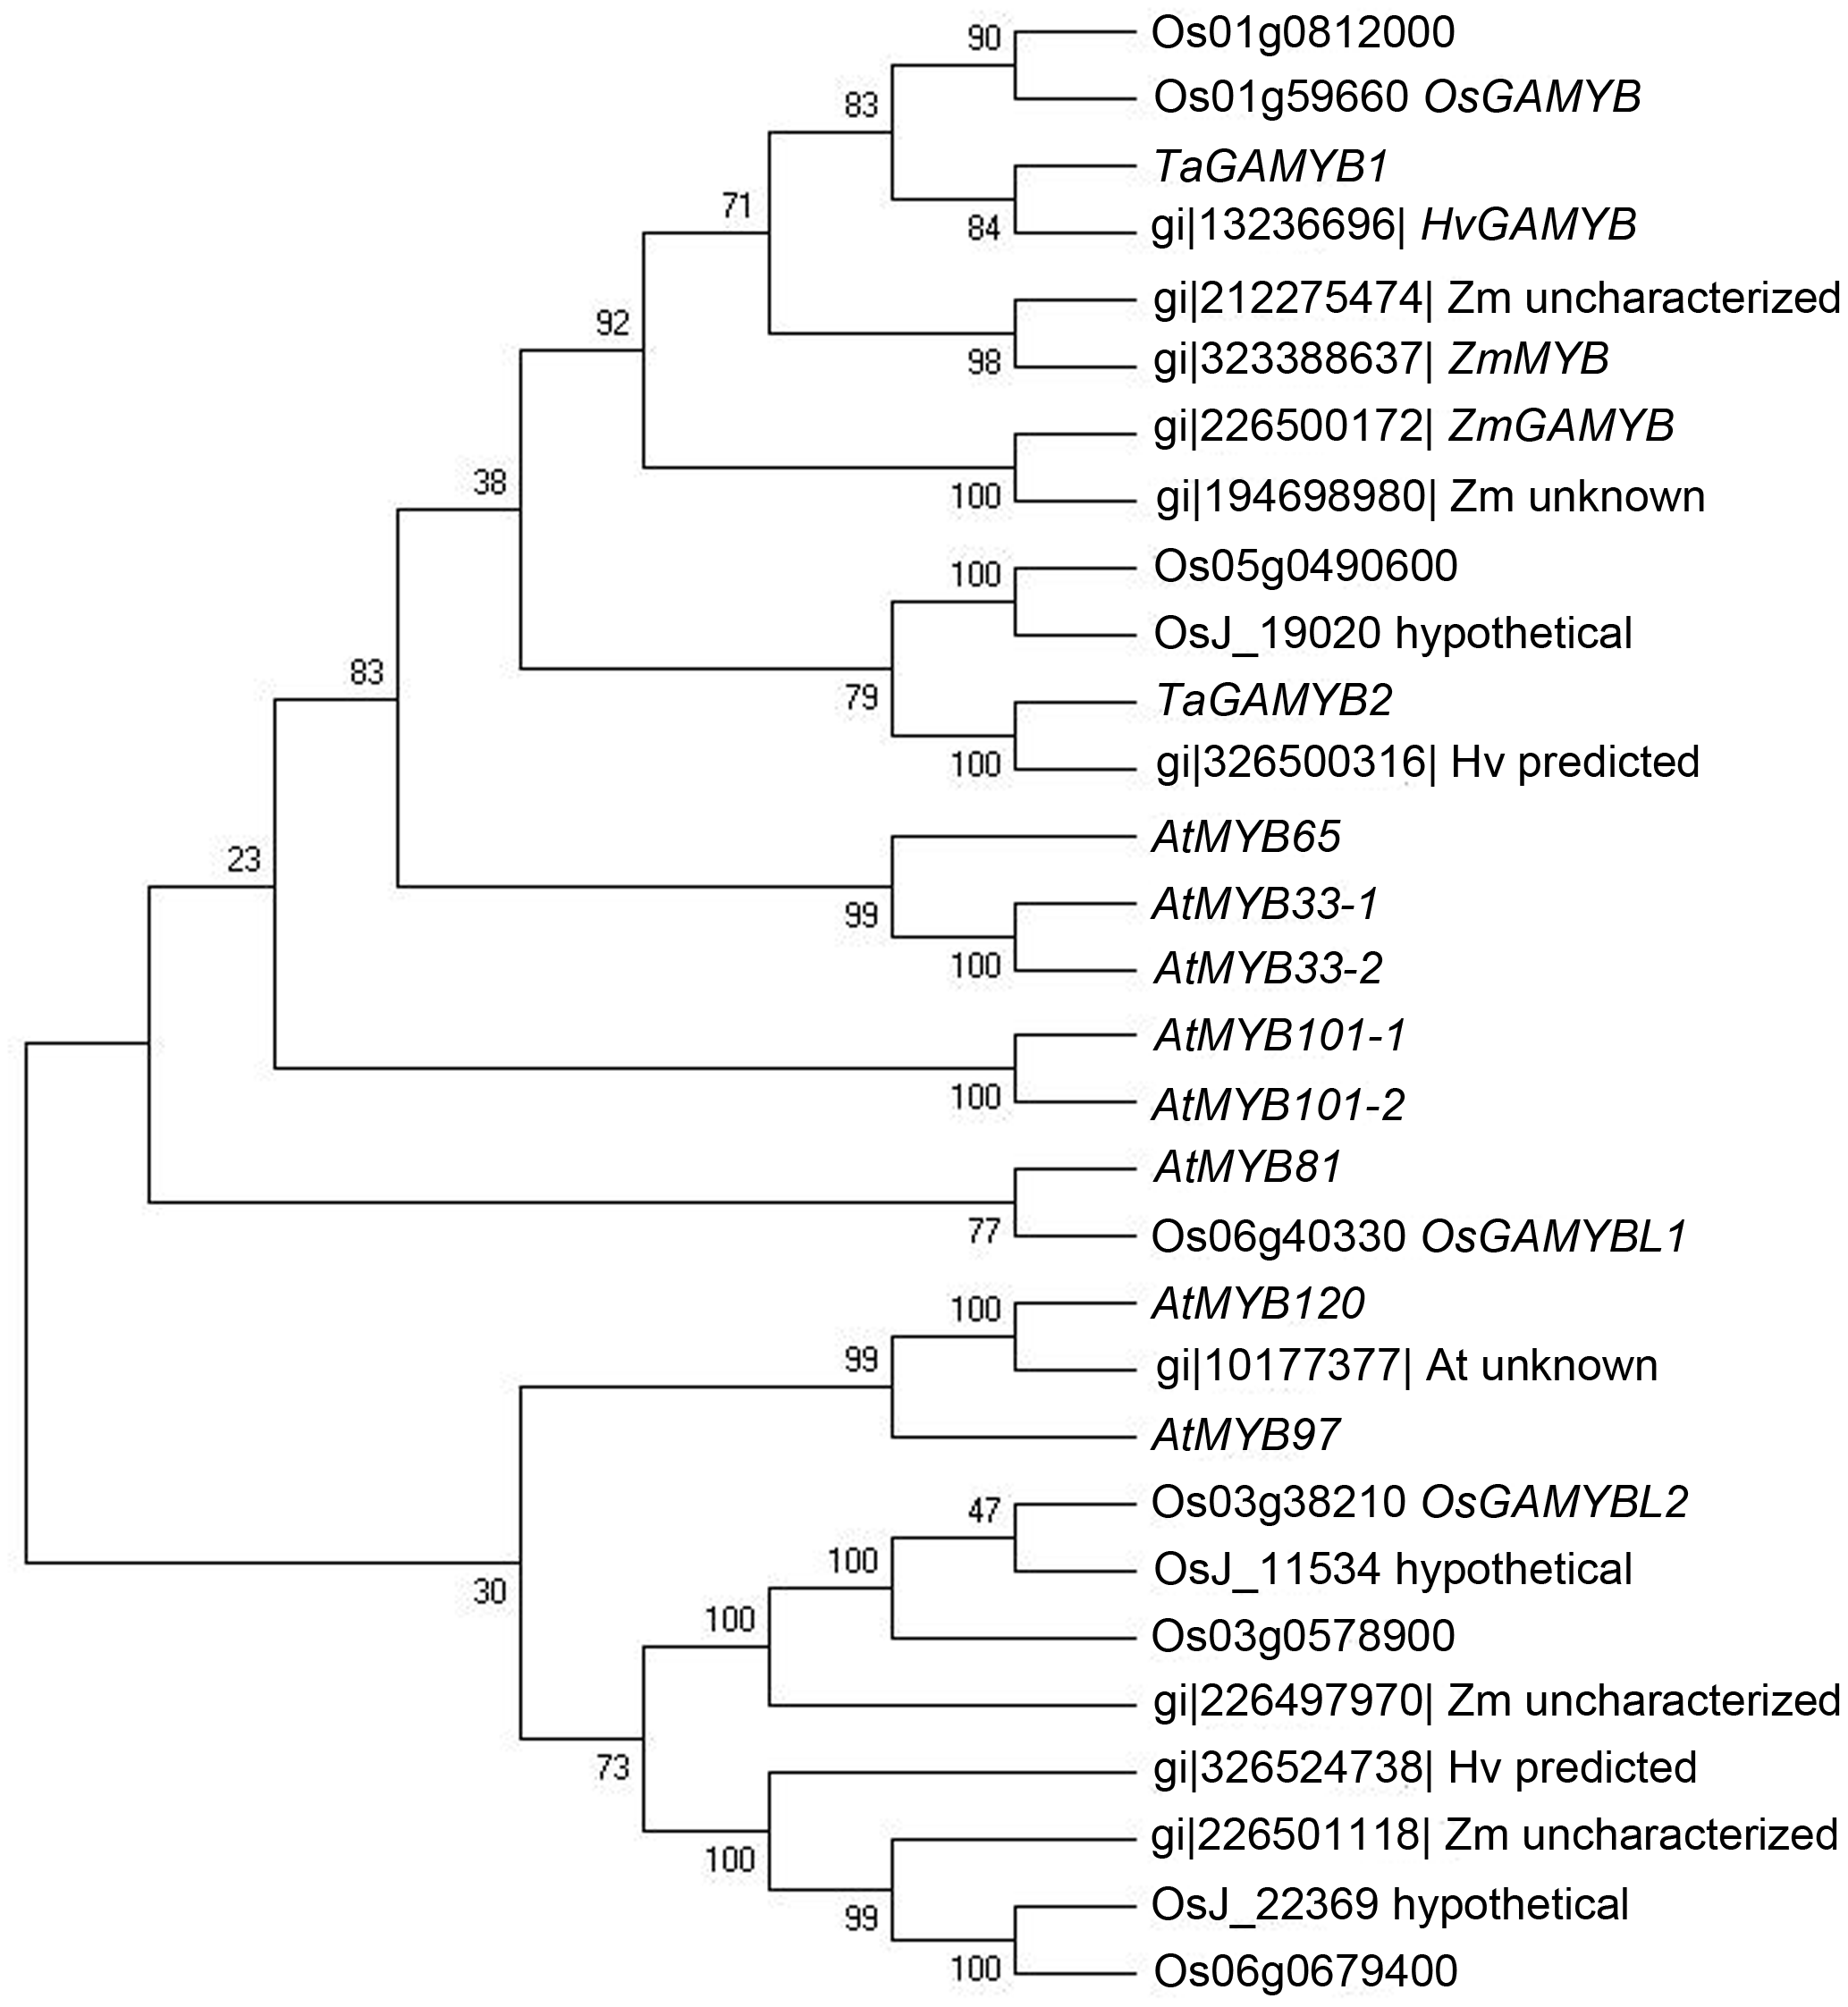 90
Os01g0812000
83
Os01g59660 OsGAMYB
TaGAMYB1
71
84
gi|13236696| HvGAMYB
gi|212275474| Zm uncharacterized
92
98
gi|323388637| ZmMYB
gi|226500172| ZmGAMYB
38
100
gi|194698980| Zm unknown
100
Os05g0490600
OsJ_19020 hypothetical
83
79
TaGAMYB2
100
gi|326500316| Hv predicted
AtMYB65
23
99
AtMYB33-1
100
AtMYB33-2
AtMYB101-1
100
AtMYB101-2
AtMYB81
77
Os06g40330 OsGAMYBL1
100
AtMYB120
99
gi|10177377| At unknown
AtMYB97
47
Os03g38210 OsGAMYBL2
100
OsJ_11534 hypothetical
30
100
Os03g0578900
gi|226497970| Zm uncharacterized
73
gi|326524738| Hv predicted
100
gi|226501118| Zm uncharacterized
99
OsJ_22369 hypothetical
100
Os06g0679400